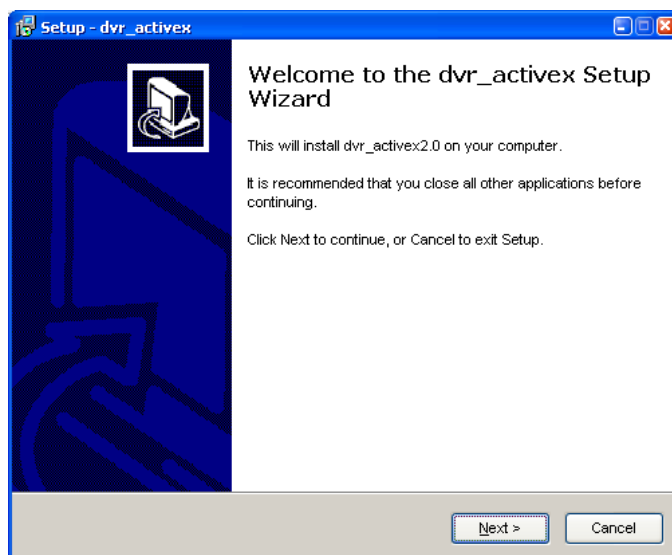 Setup - dvr_activex
Welcome to the dvr_activex Setup
Wizard
This will install dvr_activex2.0 on your computer.
It is recommended that you close all other applications before
continuing.
Click Next to continue, or Cancel to exit Setup.
Next >
Cancel